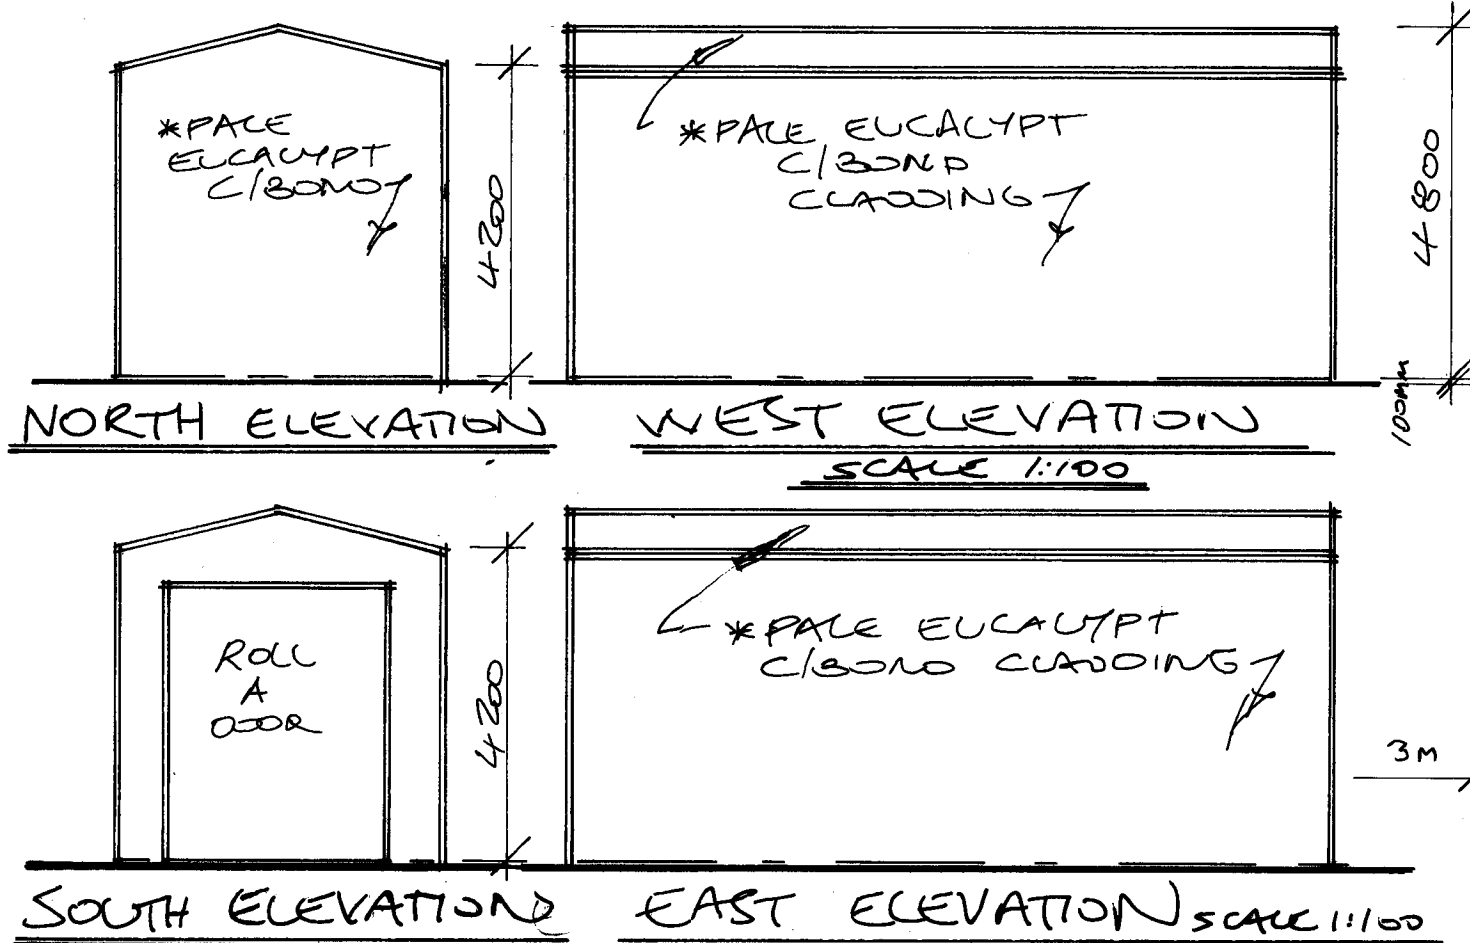 *PALE
EUCALYPT
C/BOND
4200
*PALE EUCALYPT
C/BOND
CLADDING
4800
100MM
NORTH ELEVATION
WEST ELEVATION
SCALE 1:100
ROLL
A
DOOR
4200
*PALE EUCALYPT
C/BOND CLADDING
3M
SOUTH ELEVATION
EAST ELEVATION SCALE 1:100